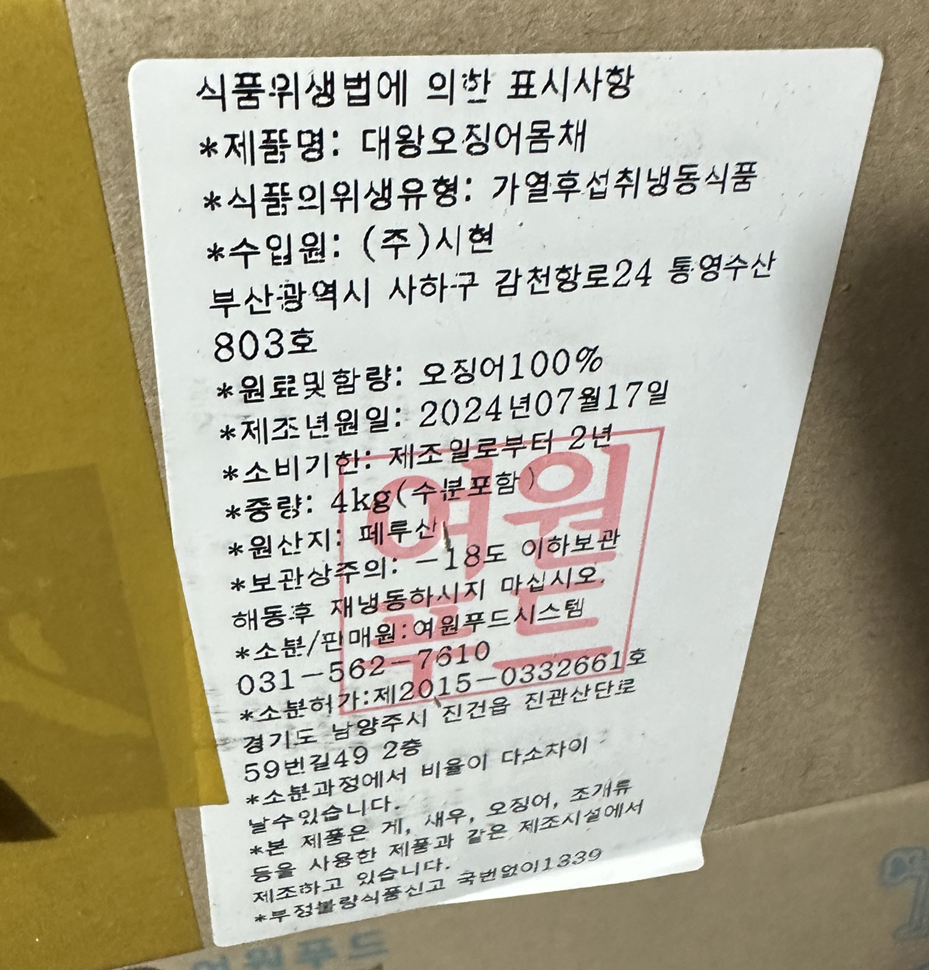 식품위생법에 의한 표시사항
*제품명: 대왕오징어몸채
*식품의위생유형: 가열후섭취냉동식품
*수입원: (주)시현
부산광역시 사하구 감천항로24 통영수산
803호
*원료및함량: 오징어100%
*제조년원일: 2024년07월17일
*소비기한: 제조일로부터 2년
*중량: 4kg(수분포함)
*원산지: 페루산
*보관상주의: -18도 이하보관
해동후 재냉동하시지 마십시오.
*소분/판매원:여원푸드시스템
031-562-7610
*소분허가:제2015-0332661호
경기도 남양주시 진건읍 진관산단로
59번길49 2층
*소분과정에서 비율이 다소차이
날수있습니다.
*본 제품은 게, 새우, 오징어, 조개류
등을 사용한 제품과 같은 제조시설에서
제조하고 있습니다.
*부정불량식품신고 국번없이1339
여원
푸드
여원푸드